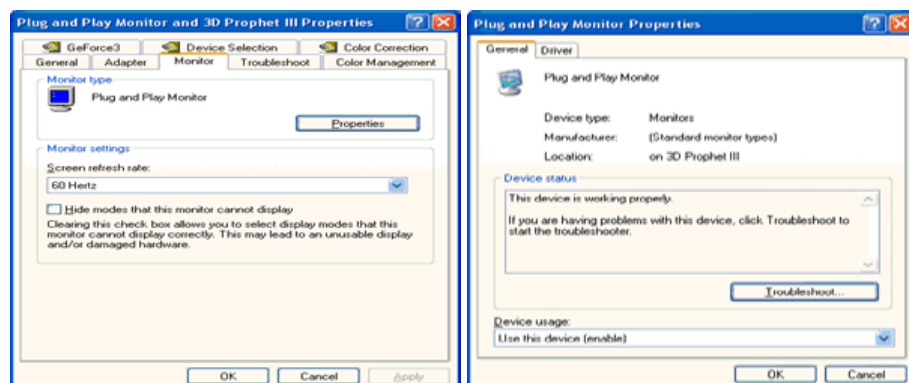 Plug and Play Monitor and 3D Prophet III Properties
GeForce3
Device Selection
Color Correction
General
Adapter
Monitor
Troubleshoot
Color Management
Monitor type
Plug and Play Monitor
Properties
Monitor settings
Screen refresh rate:
60 Hertz
Hide modes that this monitor cannot display
Clearing this check box allows you to select display modes that this
monitor cannot display correctly. This may lead to an unusable display
and/or damaged hardware.
OK
Cancel
Apply
Plug and Play Monitor Properties
General
Driver
Plug and Play Monitor
Device type: Monitors
Manufacturer: (Standard monitor types)
Location: on 3D Prophet III
Device status
This device is working properly.
If you are having problems with this device, click Troubleshoot to
start the troubleshooter.
Troubleshoot...
Device usage:
Use this device (enable)
OK
Cancel